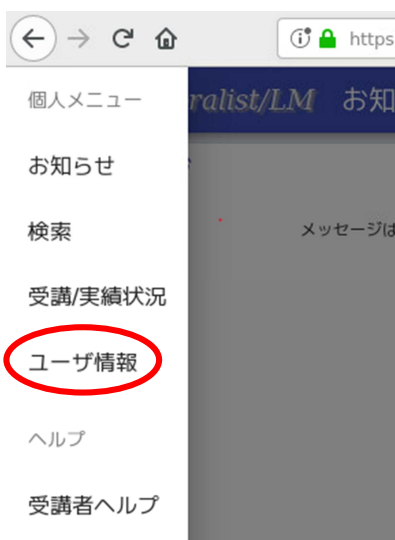 https
個人メニュー
ralist/LM お知
お知らせ
検索
メッセージは
受講/実績状況
ユーザ情報
ヘルプ
受講者ヘルプ